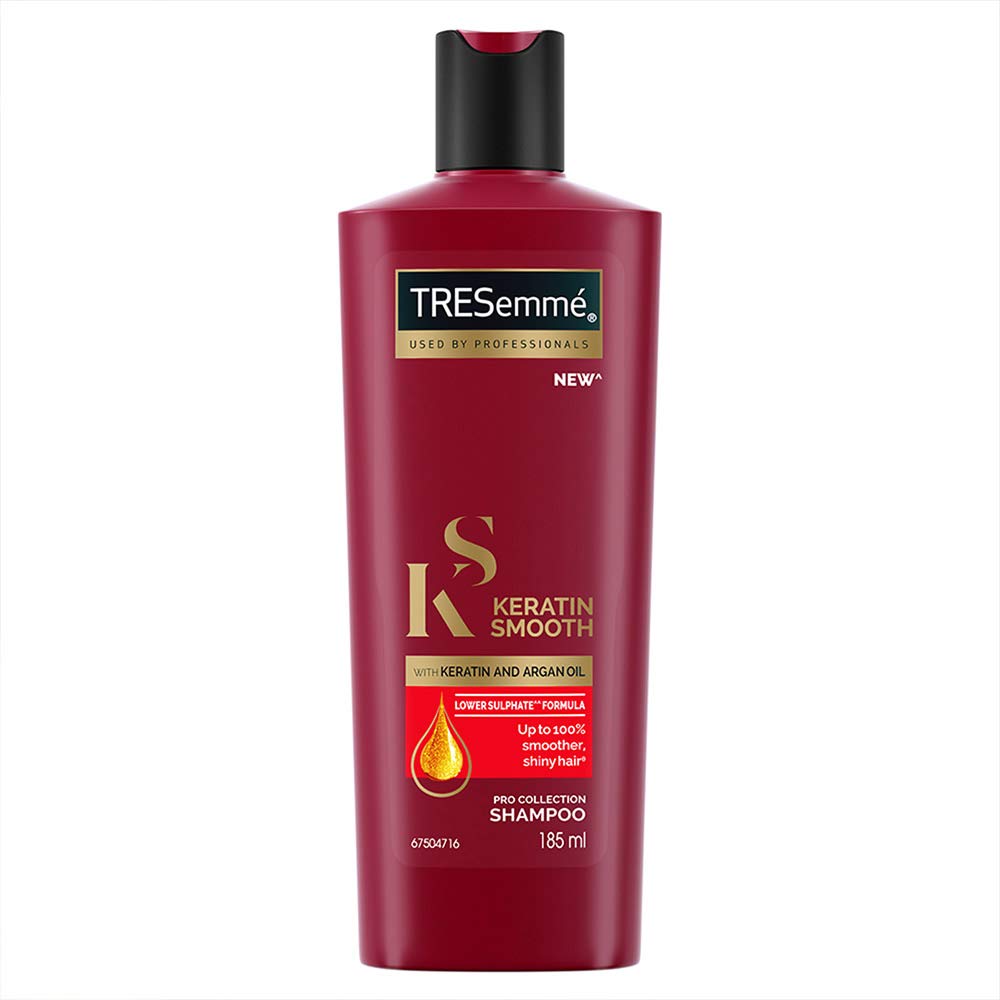 TRESemmé®
USED BY PROFESSIONALS
NEW^
KS
KERATIN
SMOOTH
WITH KERATIN AND ARGAN OIL
LOWER SULPHATE^^ FORMULA
Up to 100%
smoother,
shiny hair
PRO COLLECTION
SHAMPOO
67504716
185 ml